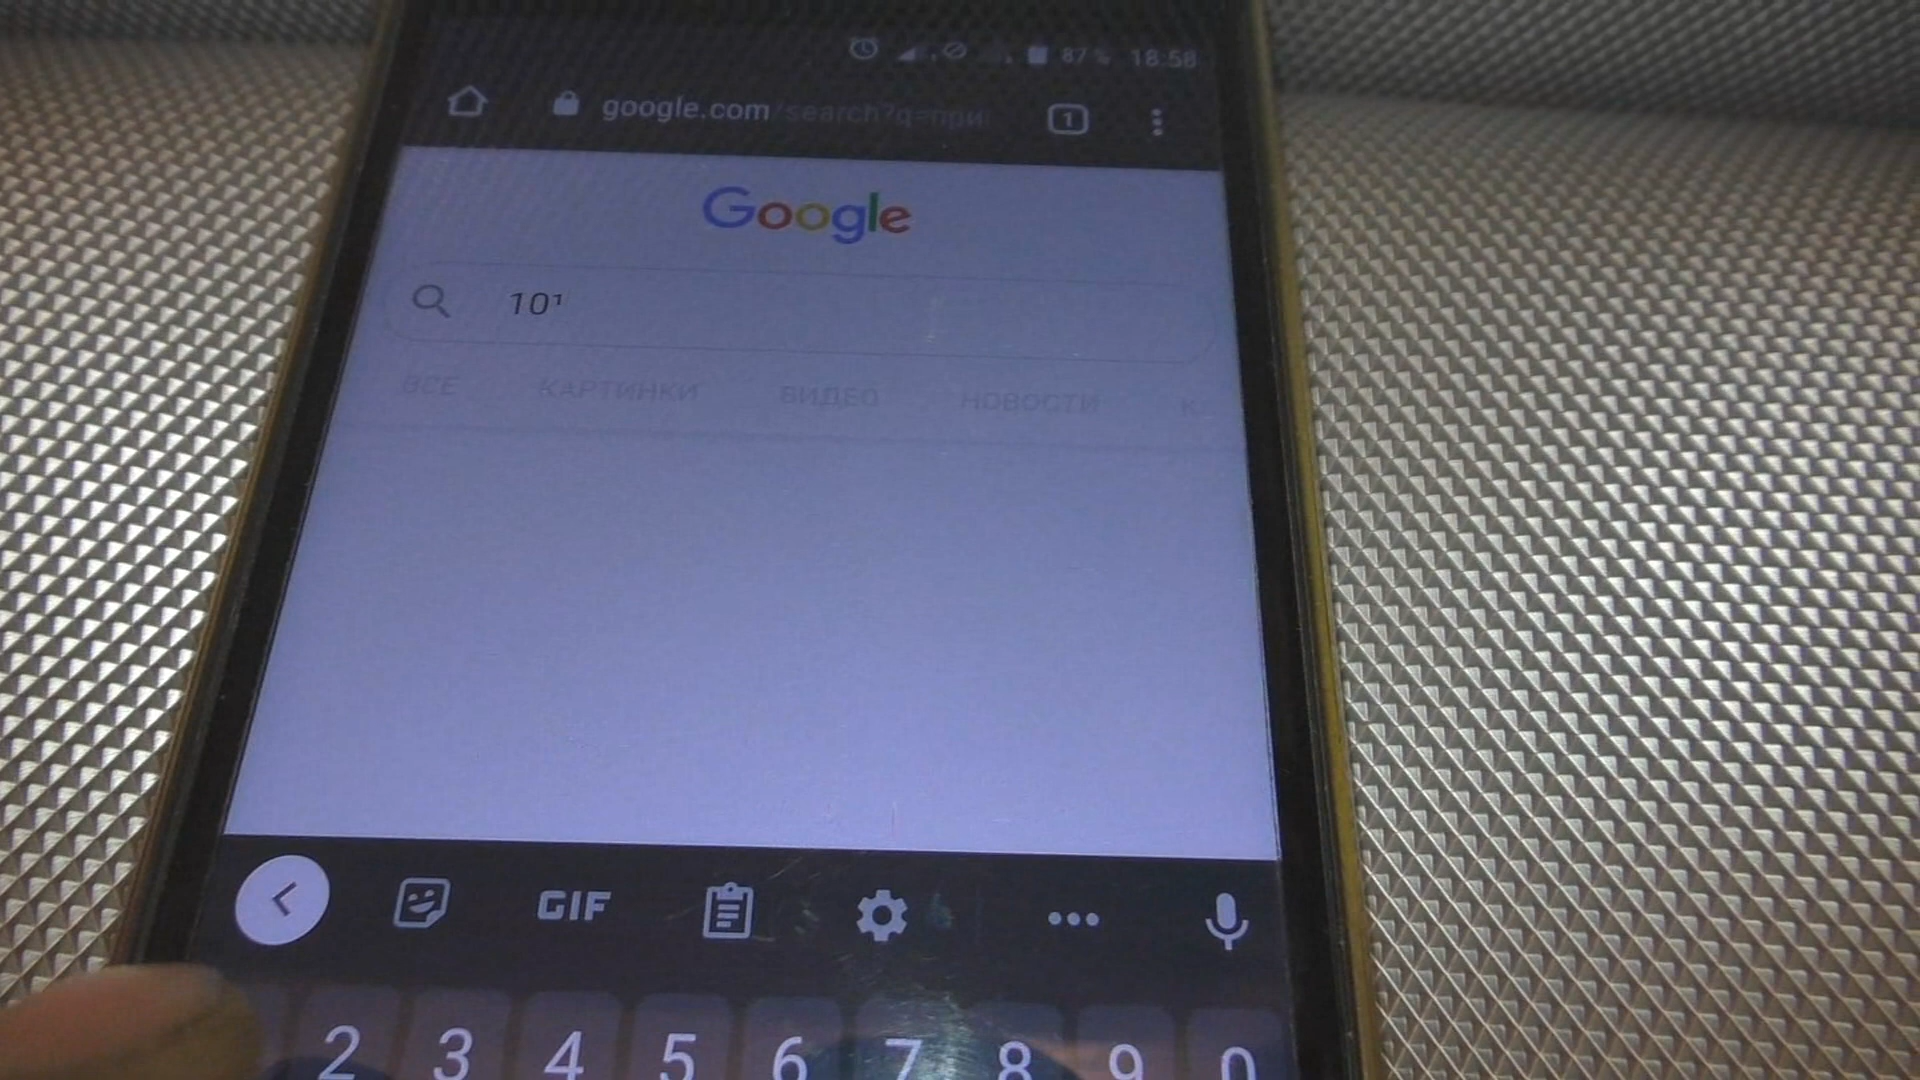 87% 18:58
google.com/search?q=при
1
Google
10¹
ВСЕ КАРТИНКИ ВИДЕО НОВОСТИ К
GIF
2 3 4 5 6 7 8 9 0